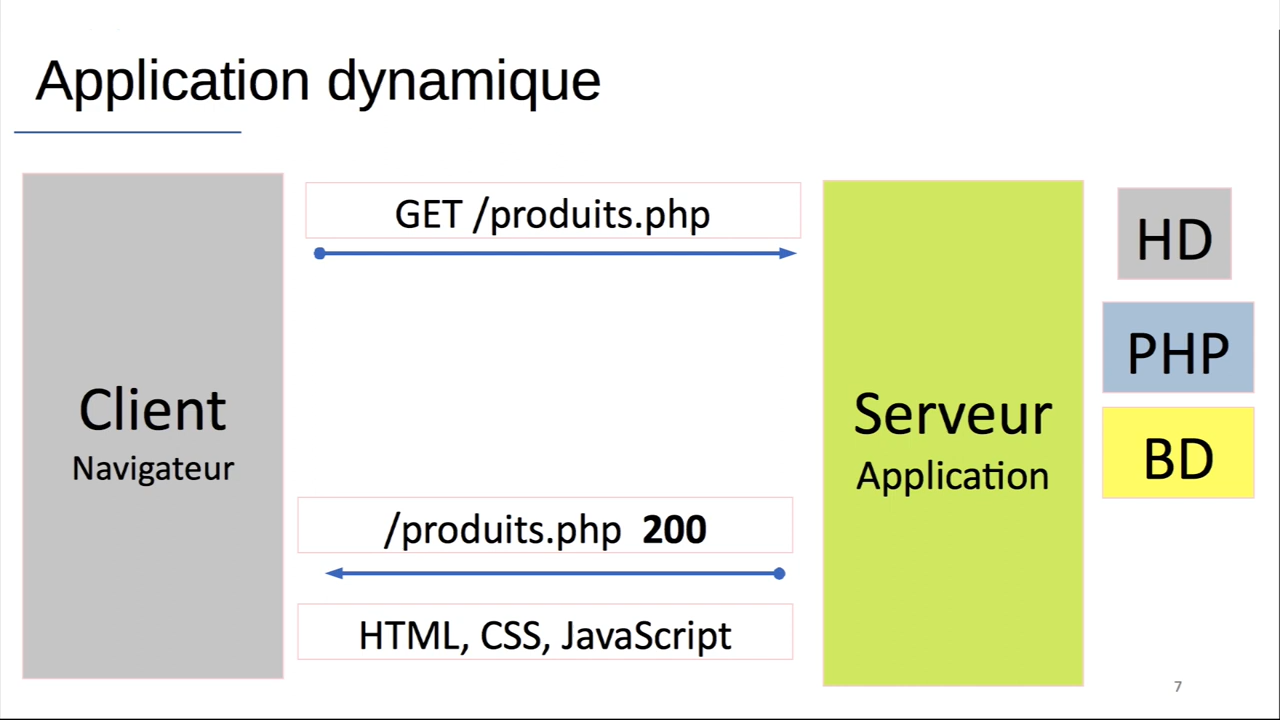 Application dynamique
GET /produits.php
HD
PHP
Client
Navigateur
Serveur
Application
BD
/produits.php 200
HTML, CSS, JavaScript
7